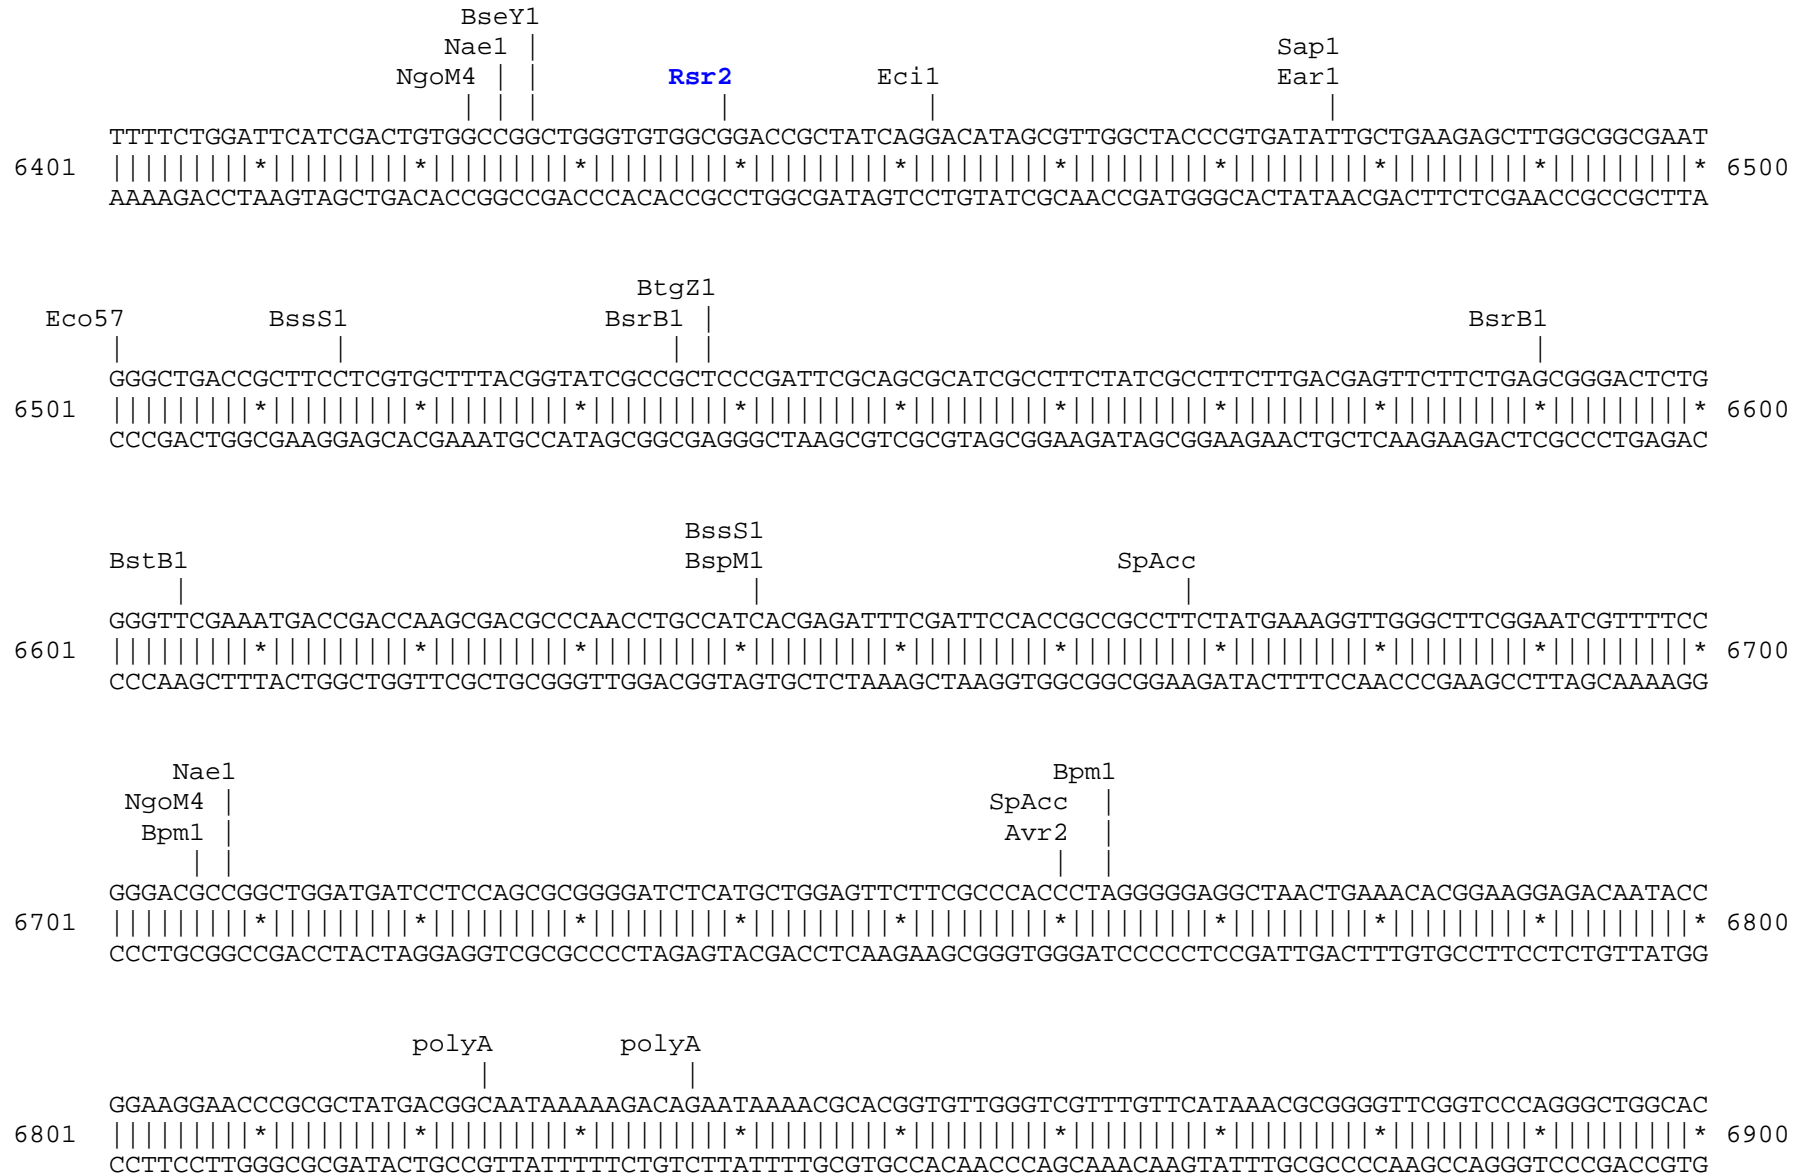 BseY1
Nae1 | Sap1
NgoM4 | | Rsr2 Eci1 Ear1
| | | | | |
TTTTCTGGATTCATCGACTGTGGCCGGCTGGGTGTGGCGGACCGCTATCAGGACATAGCGTTGGCTACCCGTGATATTGCTGAAGAGCTTGGCGGCGAAT
6401 |||||||||*|||||||||*|||||||||*|||||||||*|||||||||*|||||||||*|||||||||*|||||||||*|||||||||*|||||||||* 6500
AAAAGACCTAAGTAGCTGACACCGGCCGACCCACACCGCCTGGCGATAGTCCTGTATCGCAACCGATGGGCACTATAACGACTTCTCGAACCGCCGCTTA
BtgZ1
Eco57 BssS1 BsrB1 | BsrB1
| | | | |
GGGCTGACCGCTTCCTCGTGCTTTACGGTATCGCCGCTCCCGATTCGCAGCGCATCGCCTTCTATCGCCTTCTTGACGAGTTCTTCTGAGCGGGACTCTG
6501 |||||||||*|||||||||*|||||||||*|||||||||*|||||||||*|||||||||*|||||||||*|||||||||*|||||||||*|||||||||* 6600
CCCGACTGGCGAAGGAGCACGAAATGCCATAGCGGCGAGGGCTAAGCGTCGCGTAGCGGAAGATAGCGGAAGAACTGCTCAAGAAGACTCGCCCTGAGAC
BssS1
BstB1 BspM1 SpAcc
| | |
GGGTTCGAAATGACCGACCAAGCGACGCCCAACCTGCCATCACGAGATTTCGATTCCACCGCCGCCTTCTATGAAAGGTTGGGCTTCGGAATCGTTTTCC
6601 |||||||||*|||||||||*|||||||||*|||||||||*|||||||||*|||||||||*|||||||||*|||||||||*|||||||||*|||||||||* 6700
CCCAAGCTTTACTGGCTGGTTCGCTGCGGGTTGGACGGTAGTGCTCTAAAGCTAAGGTGGCGGCGGAAGATACTTTCCAACCCGAAGCCTTAGCAAAAGG
Nae1 Bpm1
NgoM4 | SpAcc |
Bpm1 | Avr2 |
| | | |
GGGACGCCGGCTGGATGATCCTCCAGCGCGGGGATCTCATGCTGGAGTTCTTCGCCCACCCTAGGGGGAGGCTAACTGAAACACGGAAGGAGACAATACC
6701 |||||||||*|||||||||*|||||||||*|||||||||*|||||||||*|||||||||*|||||||||*|||||||||*|||||||||*|||||||||* 6800
CCCTGCGGCCGACCTACTAGGAGGTCGCGCCCCTAGAGTACGACCTCAAGAAGCGGGTGGGATCCCCCTCCGATTGACTTTGTGCCTTCCTCTGTTATGG
polyA polyA
| |
GGAAGGAACCCGCGCTATGACGGCAATAAAAAGACAGAATAAAACGCACGGTGTTGGGTCGTTTGTTCATAAACGCGGGGTTCGGTCCCAGGGCTGGCAC
6801 |||||||||*|||||||||*|||||||||*|||||||||*|||||||||*|||||||||*|||||||||*|||||||||*|||||||||*|||||||||* 6900
CCTTCCTTGGGCGCGATACTGCCGTTATTTTTCTGTCTTATTTTGCGTGCCACAACCCAGCAAACAAGTATTTGCGCCCCAAGCCAGGGTCCCGACCGTG